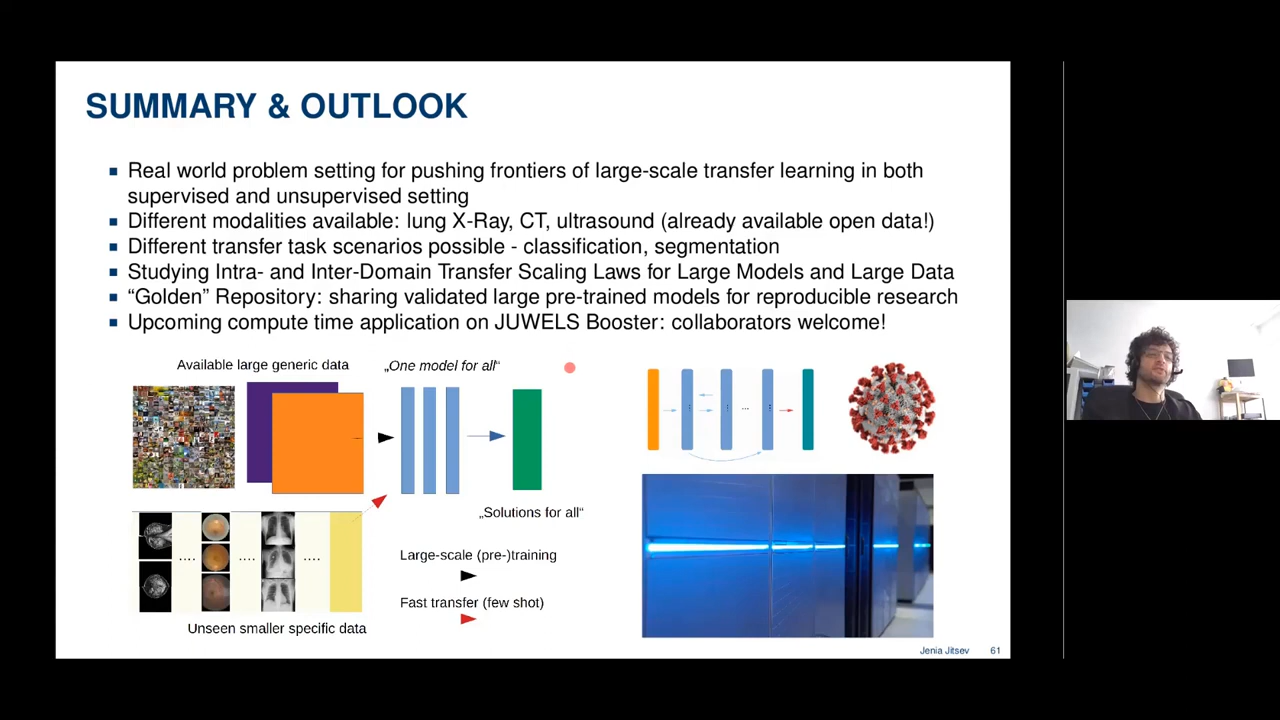 SUMMARY & OUTLOOK
Real world problem setting for pushing frontiers of large-scale transfer learning in both
supervised and unsupervised setting
Different modalities available: lung X-Ray, CT, ultrasound (already available open data!)
Different transfer task scenarios possible - classification, segmentation
Studying Intra- and Inter-Domain Transfer Scaling Laws for Large Models and Large Data
“Golden” Repository: sharing validated large pre-trained models for reproducible research
Upcoming compute time application on JUWELS Booster: collaborators welcome!
Available large generic data
„One model for all“
„Solutions for all“
Large-scale (pre-)training
Fast transfer (few shot)
Unseen smaller specific data
Jenia Jitsev 61